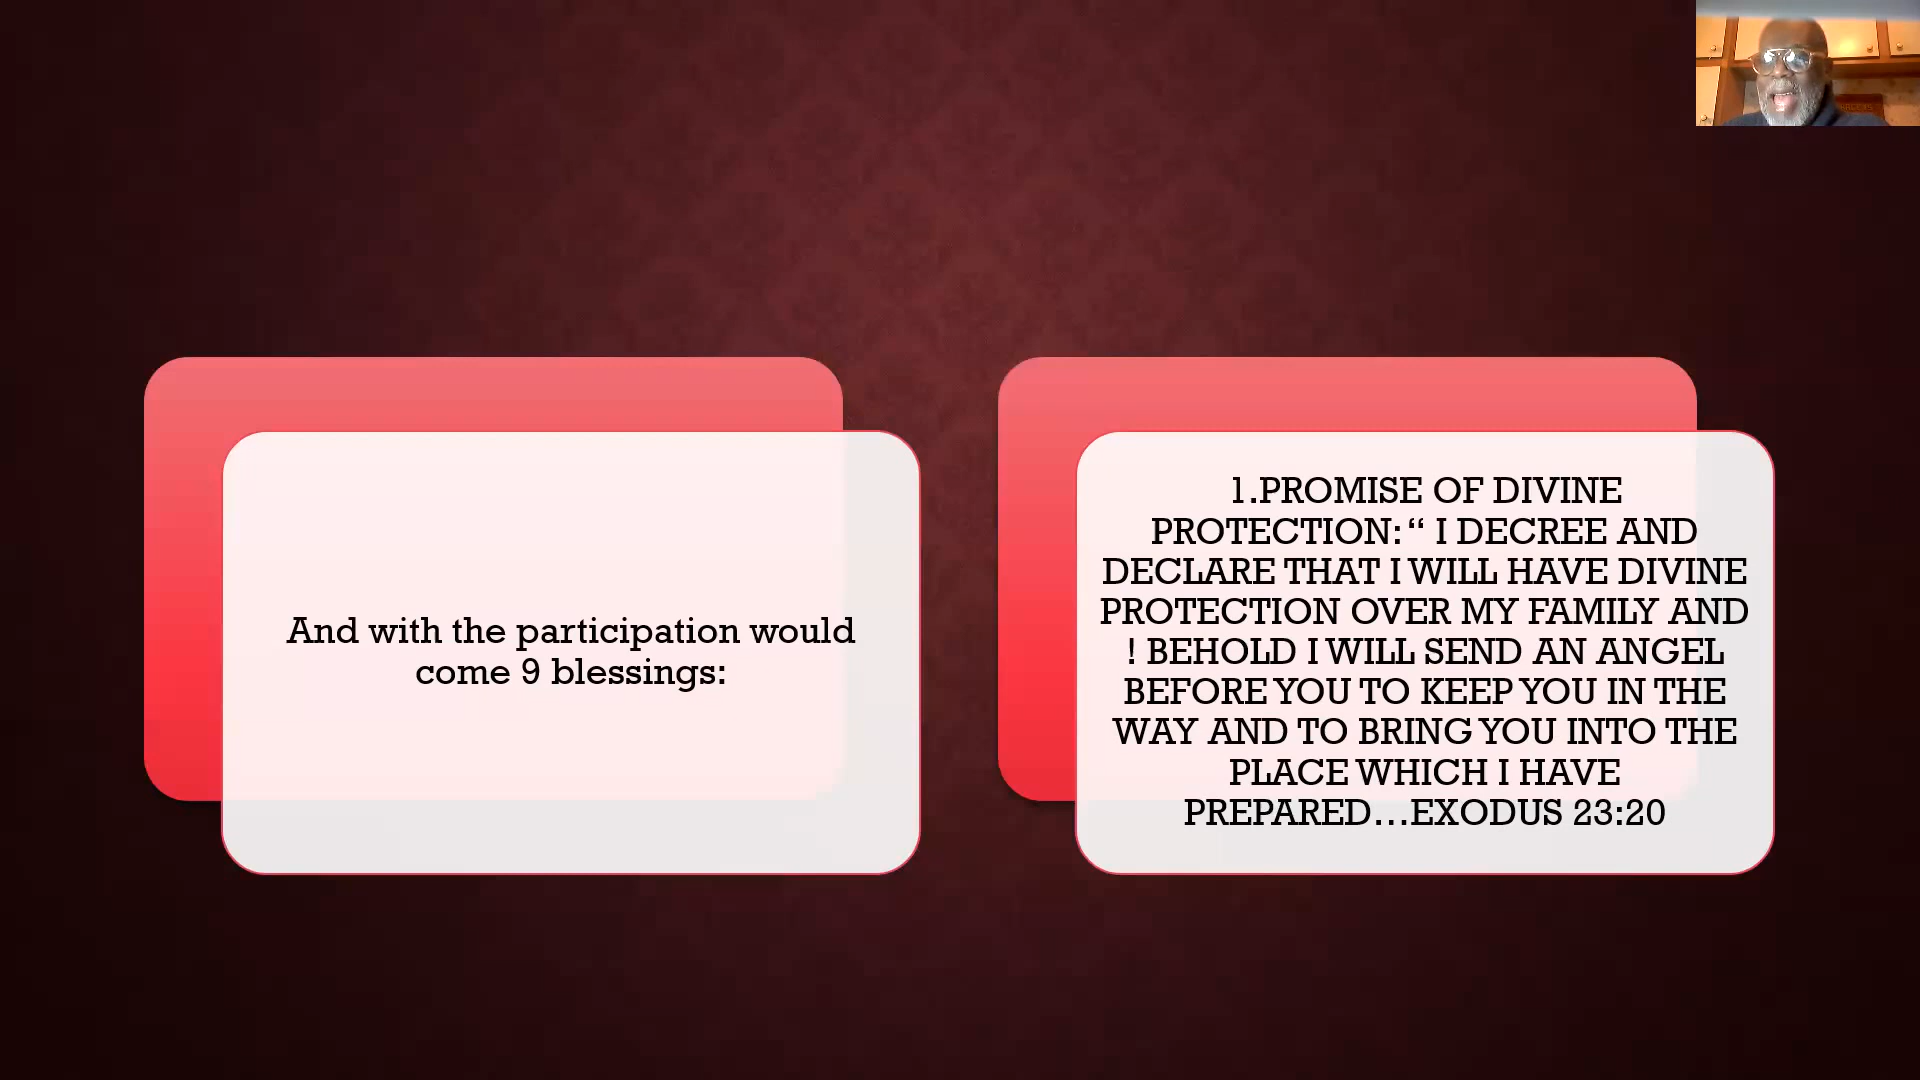 And with the participation would
come 9 blessings:
1.PROMISE OF DIVINE
PROTECTION: “ I DECREE AND
DECLARE THAT I WILL HAVE DIVINE
PROTECTION OVER MY FAMILY AND
! BEHOLD I WILL SEND AN ANGEL
BEFORE YOU TO KEEP YOU IN THE
WAY AND TO BRING YOU INTO THE
PLACE WHICH I HAVE
PREPARED…EXODUS 23:20